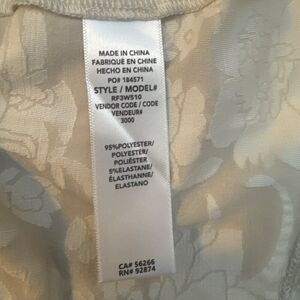 MADE IN CHINA
FABRIQUÉ EN CHINE
HECHO EN CHINA
PO# 184571
STYLE / MODEL#
RF3W510
VENDOR CODE / CODE
VENDEUR#
3000
95%POLYESTER/
POLYESTER/
POLIÉSTER
5%ELASTANE/
ÉLASTHANNE/
ELASTANO
CA# 56266
RN# 92874